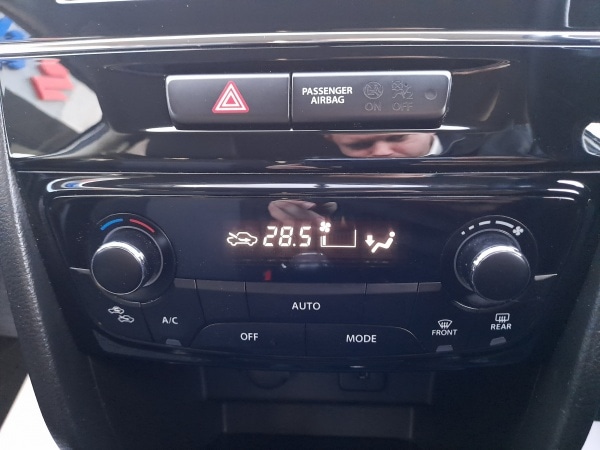 PASSENGER
AIRBAG
ON OFF
28.5
AUTO
A/C
OFF
MODE
FRONT
REAR